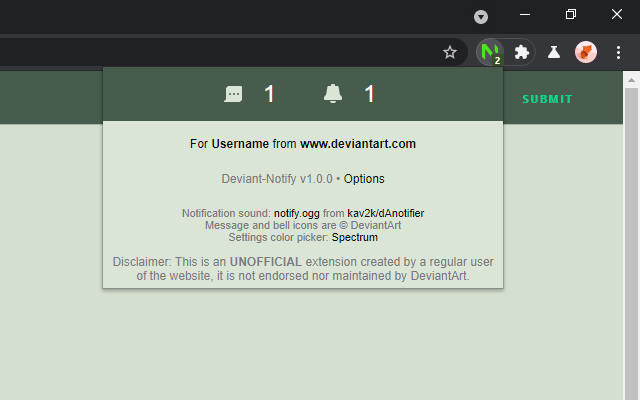 2
1 1
SUBMIT
For Username from www.deviantart.com
Deviant-Notify v1.0.0 • Options
Notification sound: notify.ogg from kav2k/dAnotifier
Message and bell icons are © DeviantArt
Settings color picker: Spectrum
Disclaimer: This is an UNOFFICIAL extension created by a regular user
of the website, it is not endorsed nor maintained by DeviantArt.